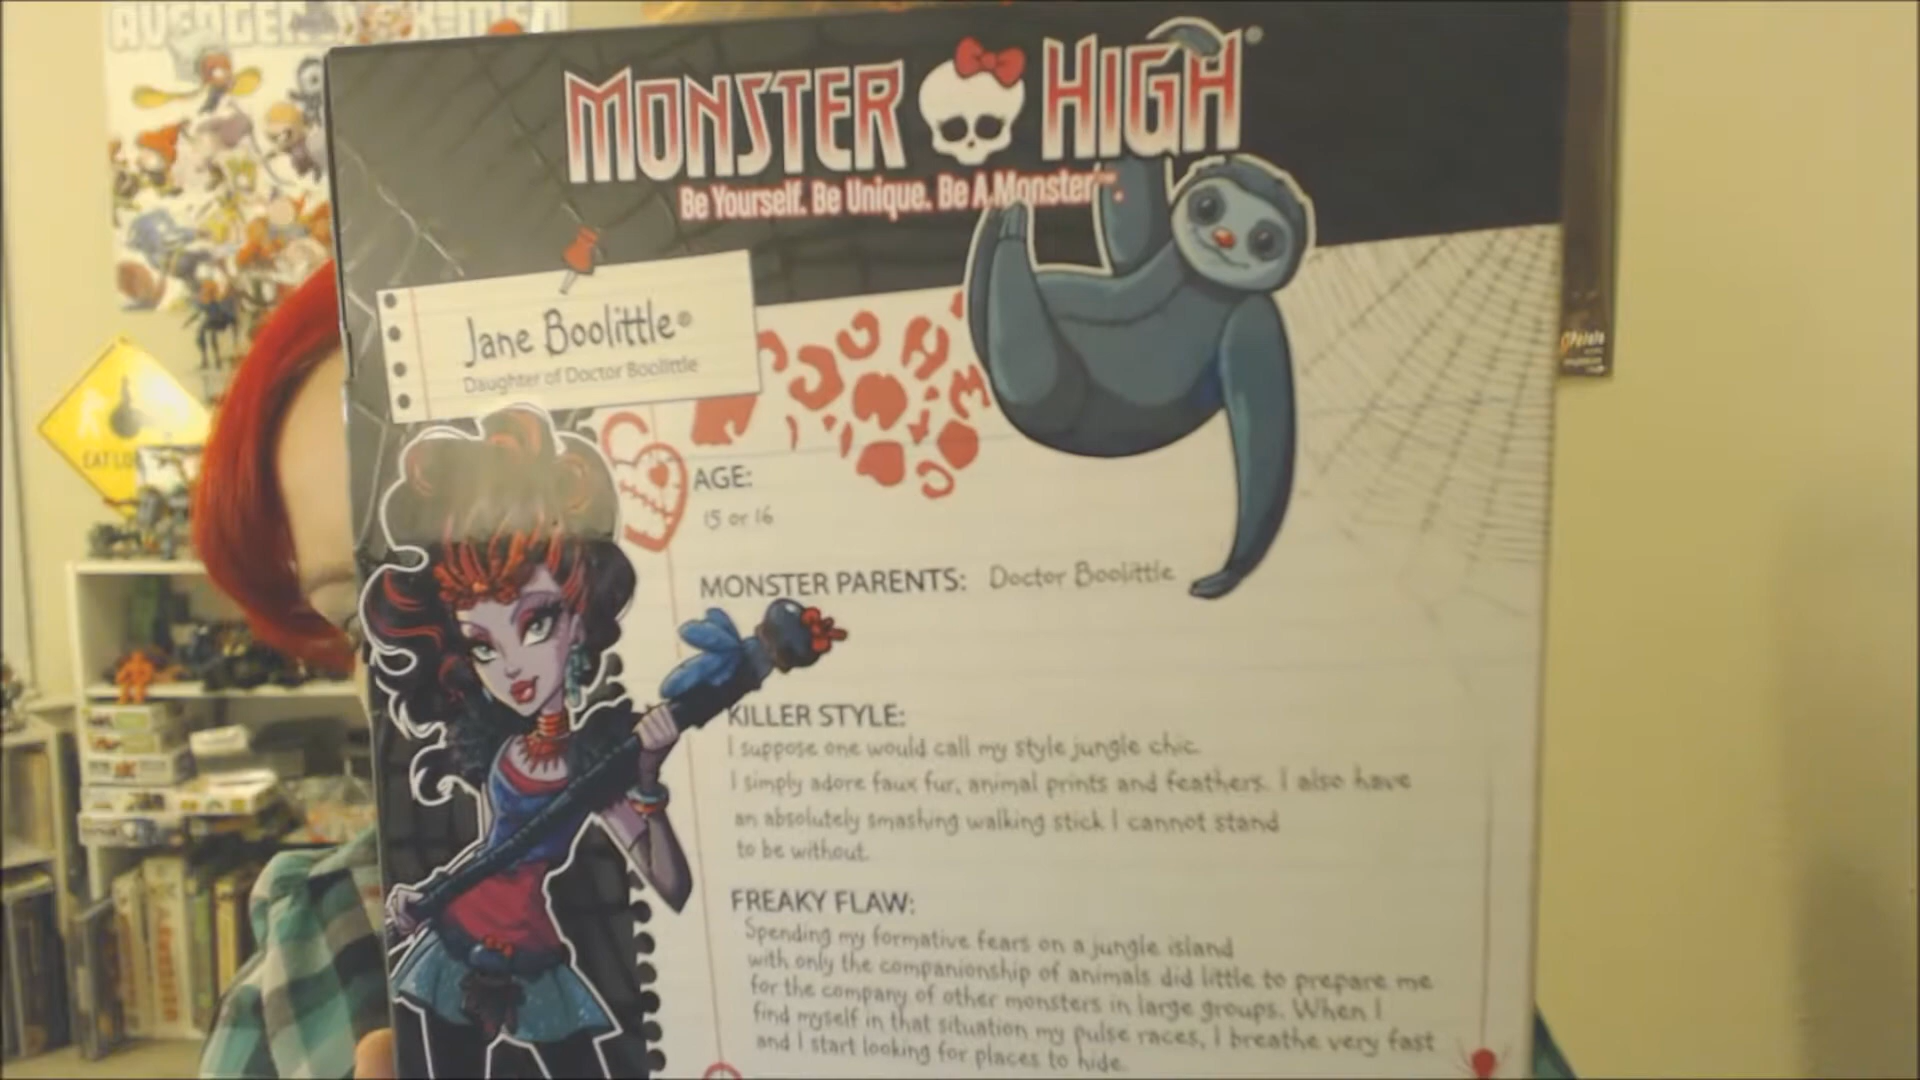 AVENGERS X-MEN
MONSTER HIGH®
Be Yourself. Be Unique. Be A Monster™.
Jane Boolittle®
Daughter of Doctor Boolittle
EAT
AGE:
15 or 16
MONSTER PARENTS: Doctor Boolittle
KILLER STYLE:
I suppose one would call my style jungle chic.
I simply adore faux fur, animal prints and feathers. I also have
an absolutely smashing walking stick I cannot stand
to be without.
FREAKY FLAW:
Spending my formative fears on a jungle island
with only the companionship of animals did little to prepare me
for the company of other monsters in large groups. When I
find myself in that situation my pulse races, I breathe very fast
and I start looking for places to hide.